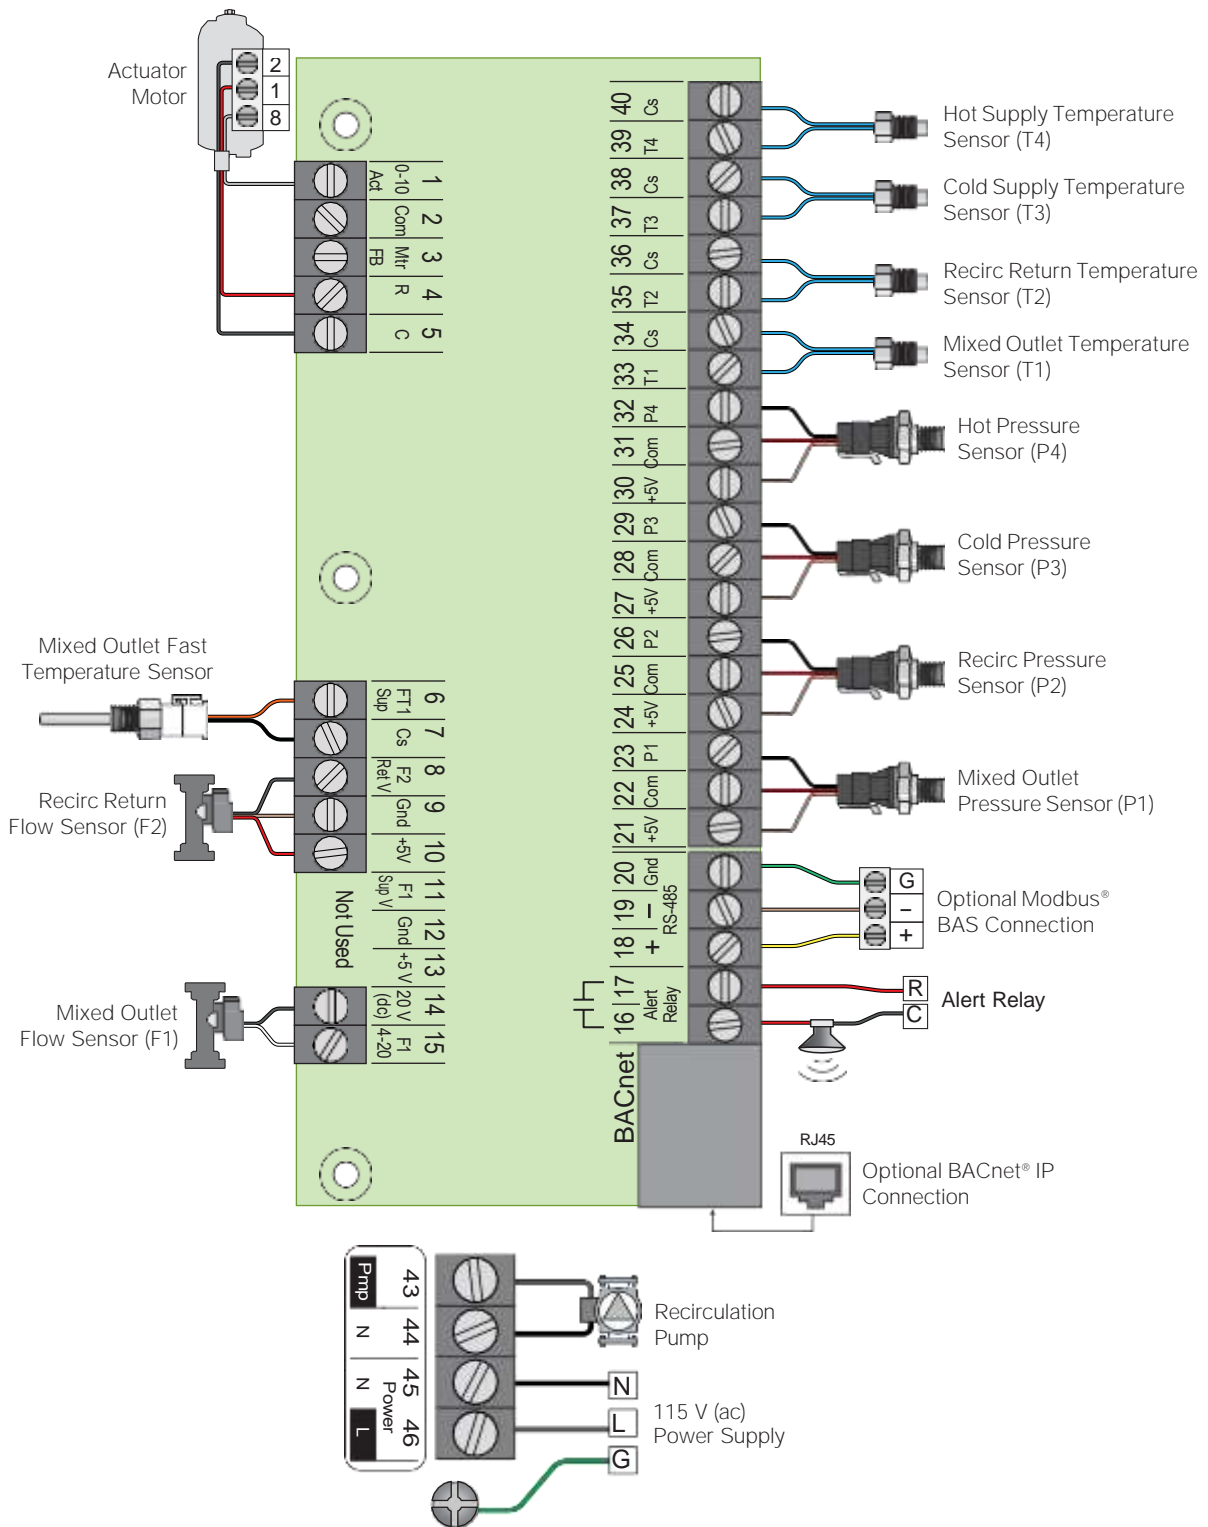 Actuator
Motor
2
1
8
1
0-10
Act
2
Com
3
Mtr
FB
4
R
5
C
40
Cs
39
T4
38
Cs
37
T3
36
Cs
35
T2
34
Cs
33
T1
32
P4
31
Com
30
+5V
29
P3
28
Com
27
+5V
26
P2
25
Com
24
+5V
23
P1
22
Com
21
+5V
20
Gnd
19
−
18
+
RS-485
16 | 17
Alert
Relay
BACnet
Hot Supply Temperature
Sensor (T4)
Cold Supply Temperature
Sensor (T3)
Recirc Return Temperature
Sensor (T2)
Mixed Outlet Temperature
Sensor (T1)
Hot Pressure
Sensor (P4)
Cold Pressure
Sensor (P3)
Recirc Pressure
Sensor (P2)
Mixed Outlet
Pressure Sensor (P1)
G
−
+
Optional Modbus®
BAS Connection
R
C
Alert Relay
RJ45
Optional BACnet® IP
Connection
Mixed Outlet Fast
Temperature Sensor
Recirc Return
Flow Sensor (F2)
Mixed Outlet
Flow Sensor (F1)
6
FT1
Sup
7
Cs
8
F2
Ret V
9
Gnd
10
+5V
11
F1
Sup V
12
Gnd
13
+5 V
Not Used
14
20 V
(dc)
15
F1
4-20
43
Pmp
44
N
45
N
46
L
Power
Recirculation
Pump
N
L
G
115 V (ac)
Power Supply